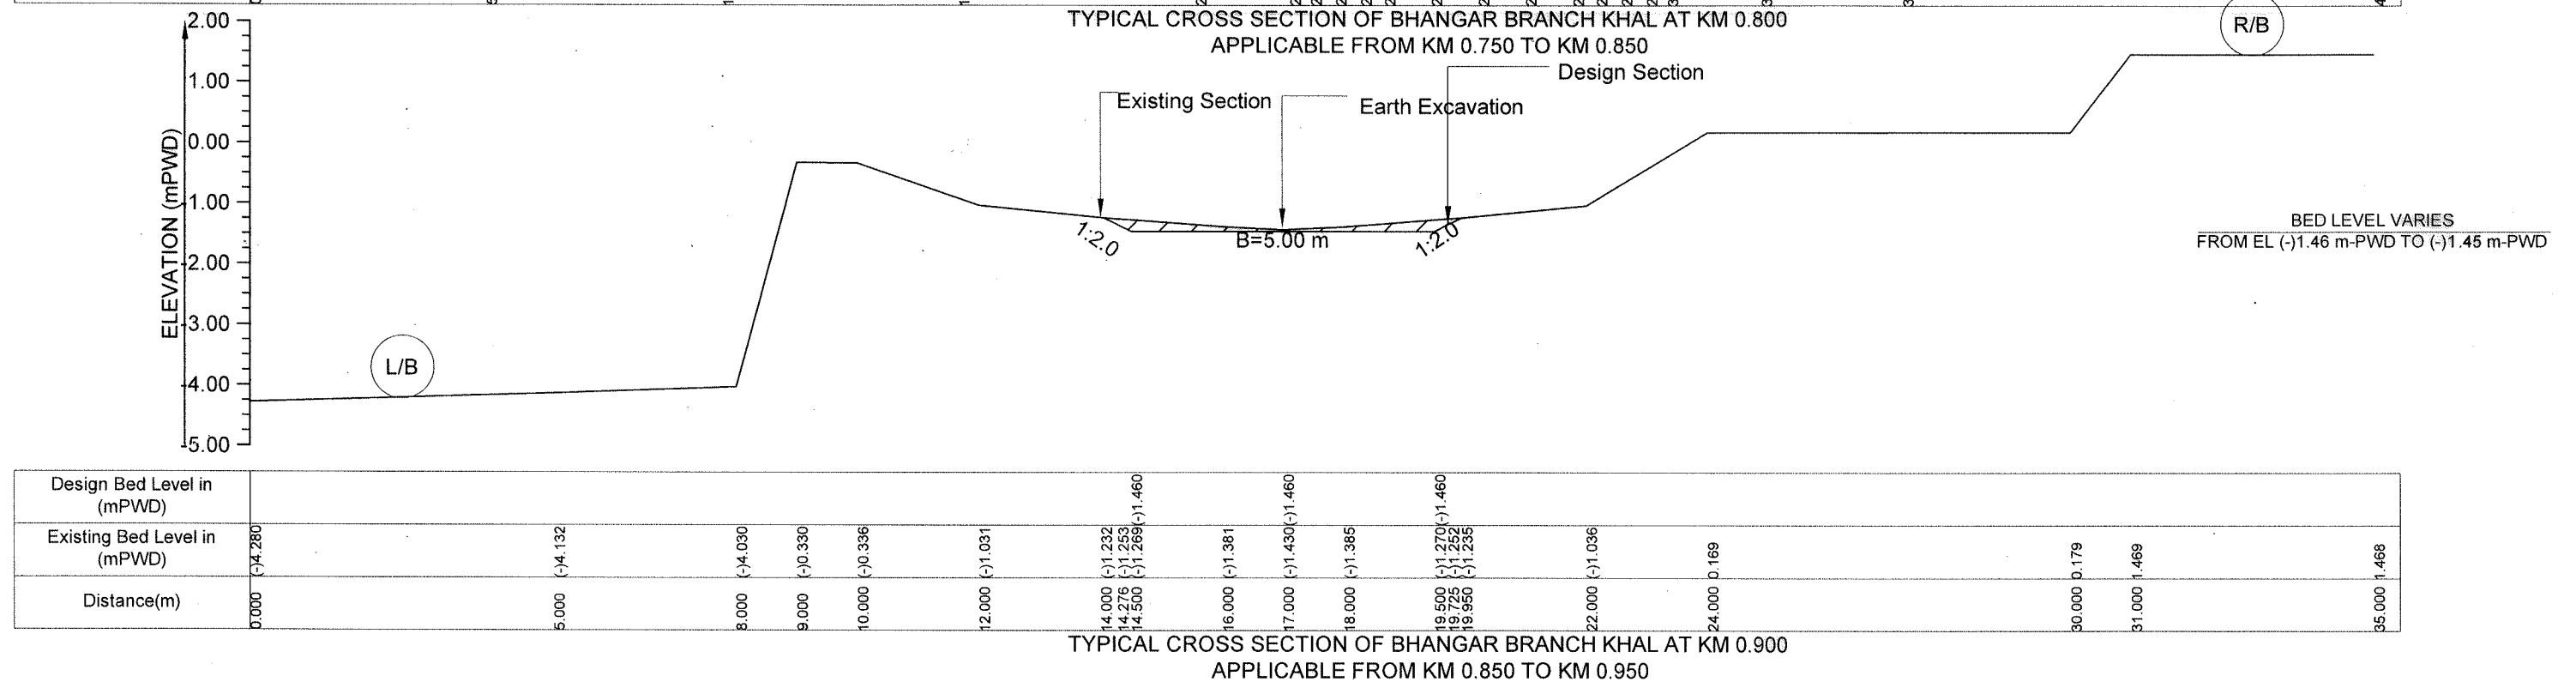 TYPICAL CROSS SECTION OF BHANGAR BRANCH KHAL AT KM 0.800
APPLICABLE FROM KM 0.750 TO KM 0.850
R/B
2.00
1.00
0.00
-1.00
-2.00
-3.00
-4.00
-5.00
ELEVATION (mPWD)
Design Section
Existing Section
Earth Excavation
1:2.0
B=5.00 m
1:2.0
BED LEVEL VARIES
FROM EL (-)1.46 m-PWD TO (-)1.45 m-PWD
L/B
Design Bed Level in
(mPWD)
(-)1.460 (-)1.460 (-)1.460
Existing Bed Level in
(mPWD)
(-)4.280 (-)4.132 (-)4.030 (-)0.330 (-)0.336 (-)1.031 (-)1.232 (-)1.253 (-)1.269 (-)1.381 (-)1.430 (-)1.385 (-)1.270 (-)1.252 (-)1.235 (-)1.036 0.169 0.179 1.469 1.468
Distance(m)
0.000 5.000 8.000 9.000 10.000 12.000 14.000 14.276 14.500 16.000 17.000 18.000 19.500 19.725 19.950 22.000 24.000 30.000 31.000 35.000
TYPICAL CROSS SECTION OF BHANGAR BRANCH KHAL AT KM 0.900
APPLICABLE FROM KM 0.850 TO KM 0.950